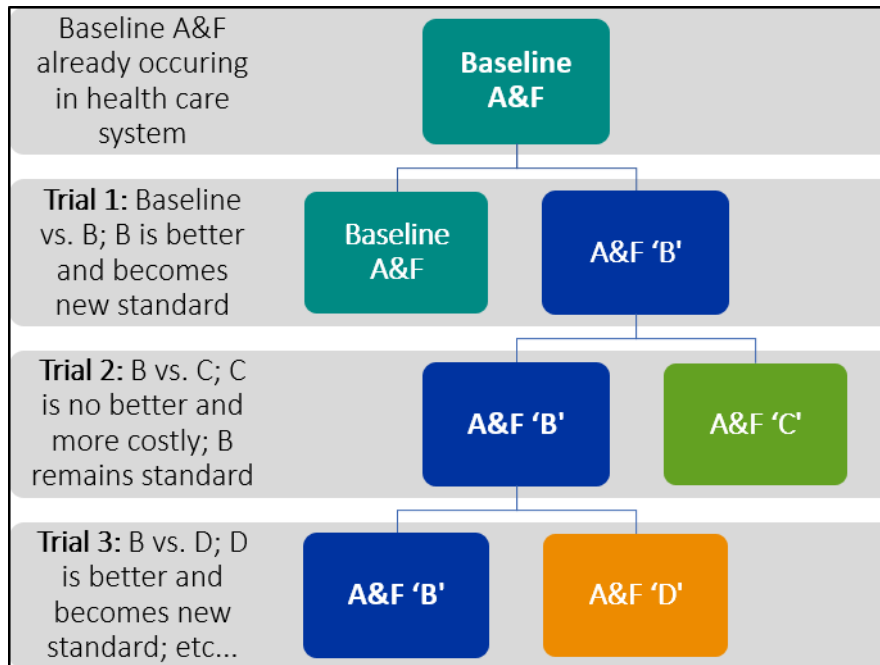 Baseline A&F
already occuring
in health care
system
Baseline
A&F
Trial 1: Baseline
vs. B; B is better
and becomes
new standard
Baseline
A&F
A&F ‘B'
Trial 2: B vs. C; C
is no better and
more costly; B
remains standard
A&F ‘B'
A&F ‘C'
Trial 3: B vs. D; D
is better and
becomes new
standard; etc...
A&F ‘B'
A&F ‘D'